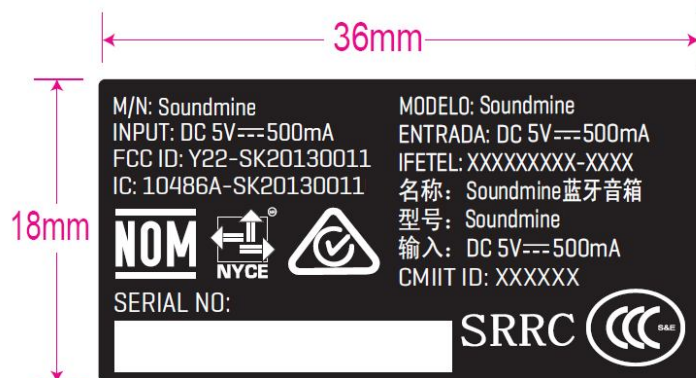 36mm
18mm
M/N: Soundmine
INPUT: DC 5V⎓500mA
FCC ID: Y22-SK20130011
IC: 10486A-SK20130011
NOM
NYCE
SERIAL NO:
MODELO: Soundmine
ENTRADA: DC 5V⎓500mA
IFETEL: XXXXXXXXX-XXXX
名称：Soundmine蓝牙音箱
型号：Soundmine
输入：DC 5V⎓500mA
CMIIT ID: XXXXXX
SRRC
CCC S&E